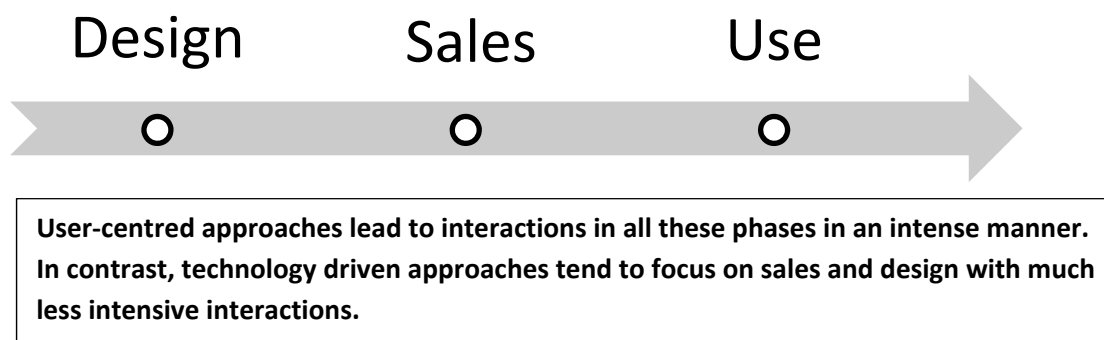 Design Sales Use
User-centred approaches lead to interactions in all these phases in an intense manner.
In contrast, technology driven approaches tend to focus on sales and design with much
less intensive interactions.